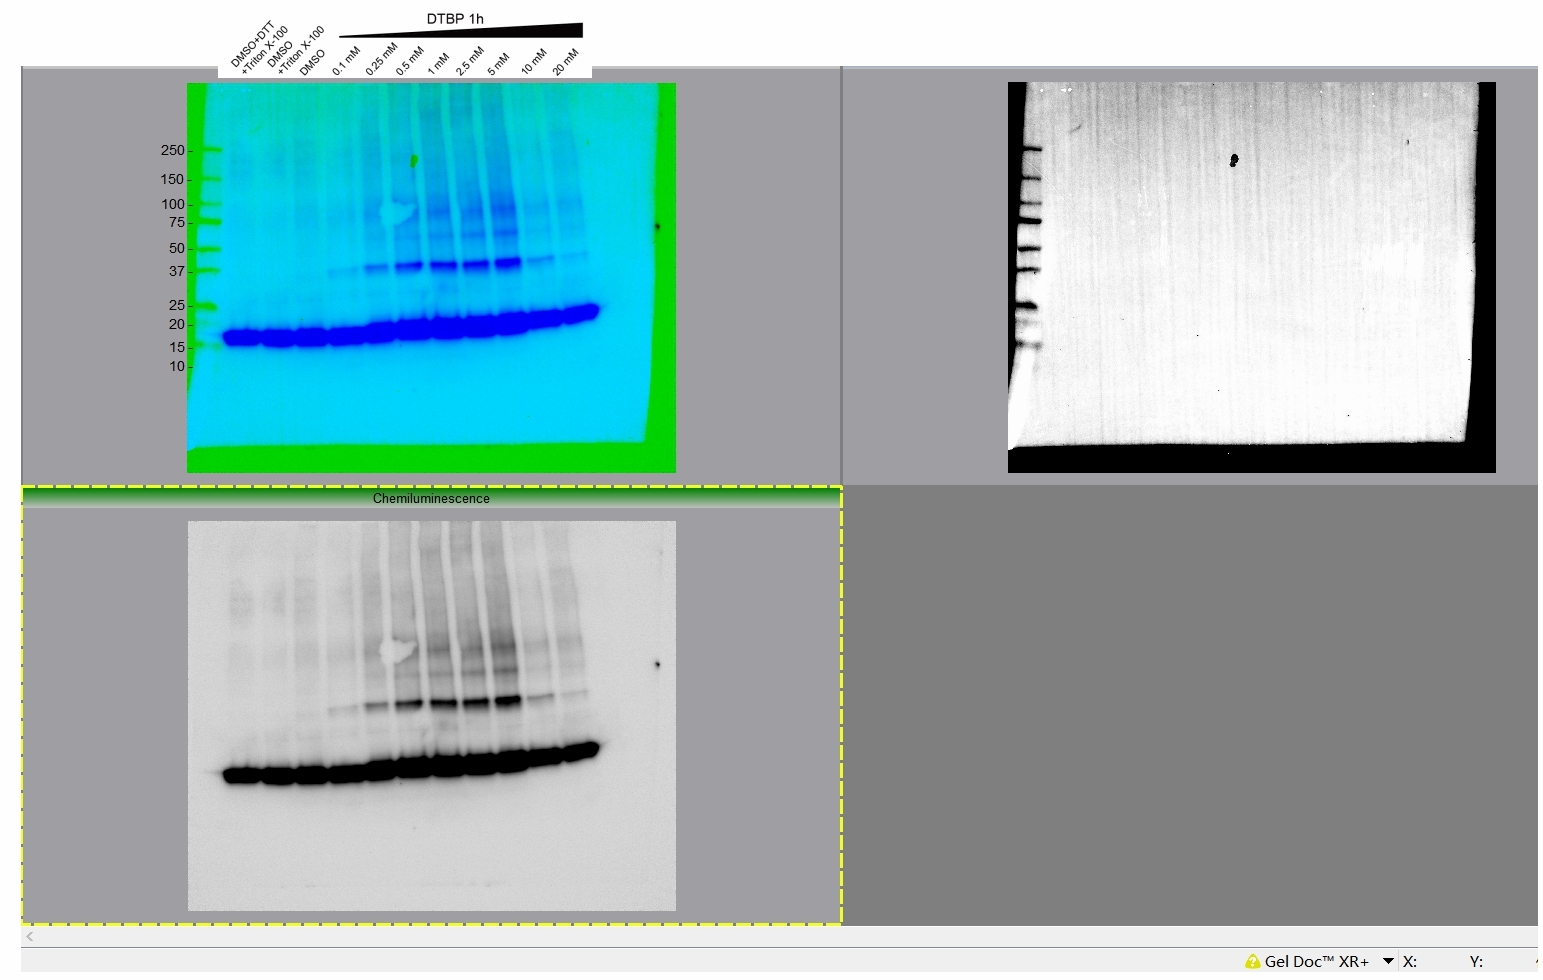 DTBP 1h
DMSO+DTT
+Triton X-100
DMSO
+Triton X-100
DMSO
0.1 mM
0.25 mM
0.5 mM
1 mM
2.5 mM
5 mM
10 mM
20 mM
250
150
100
75
50
37
25
20
15
10
Chemiluminescence
Gel Doc™ XR+ X: Y: